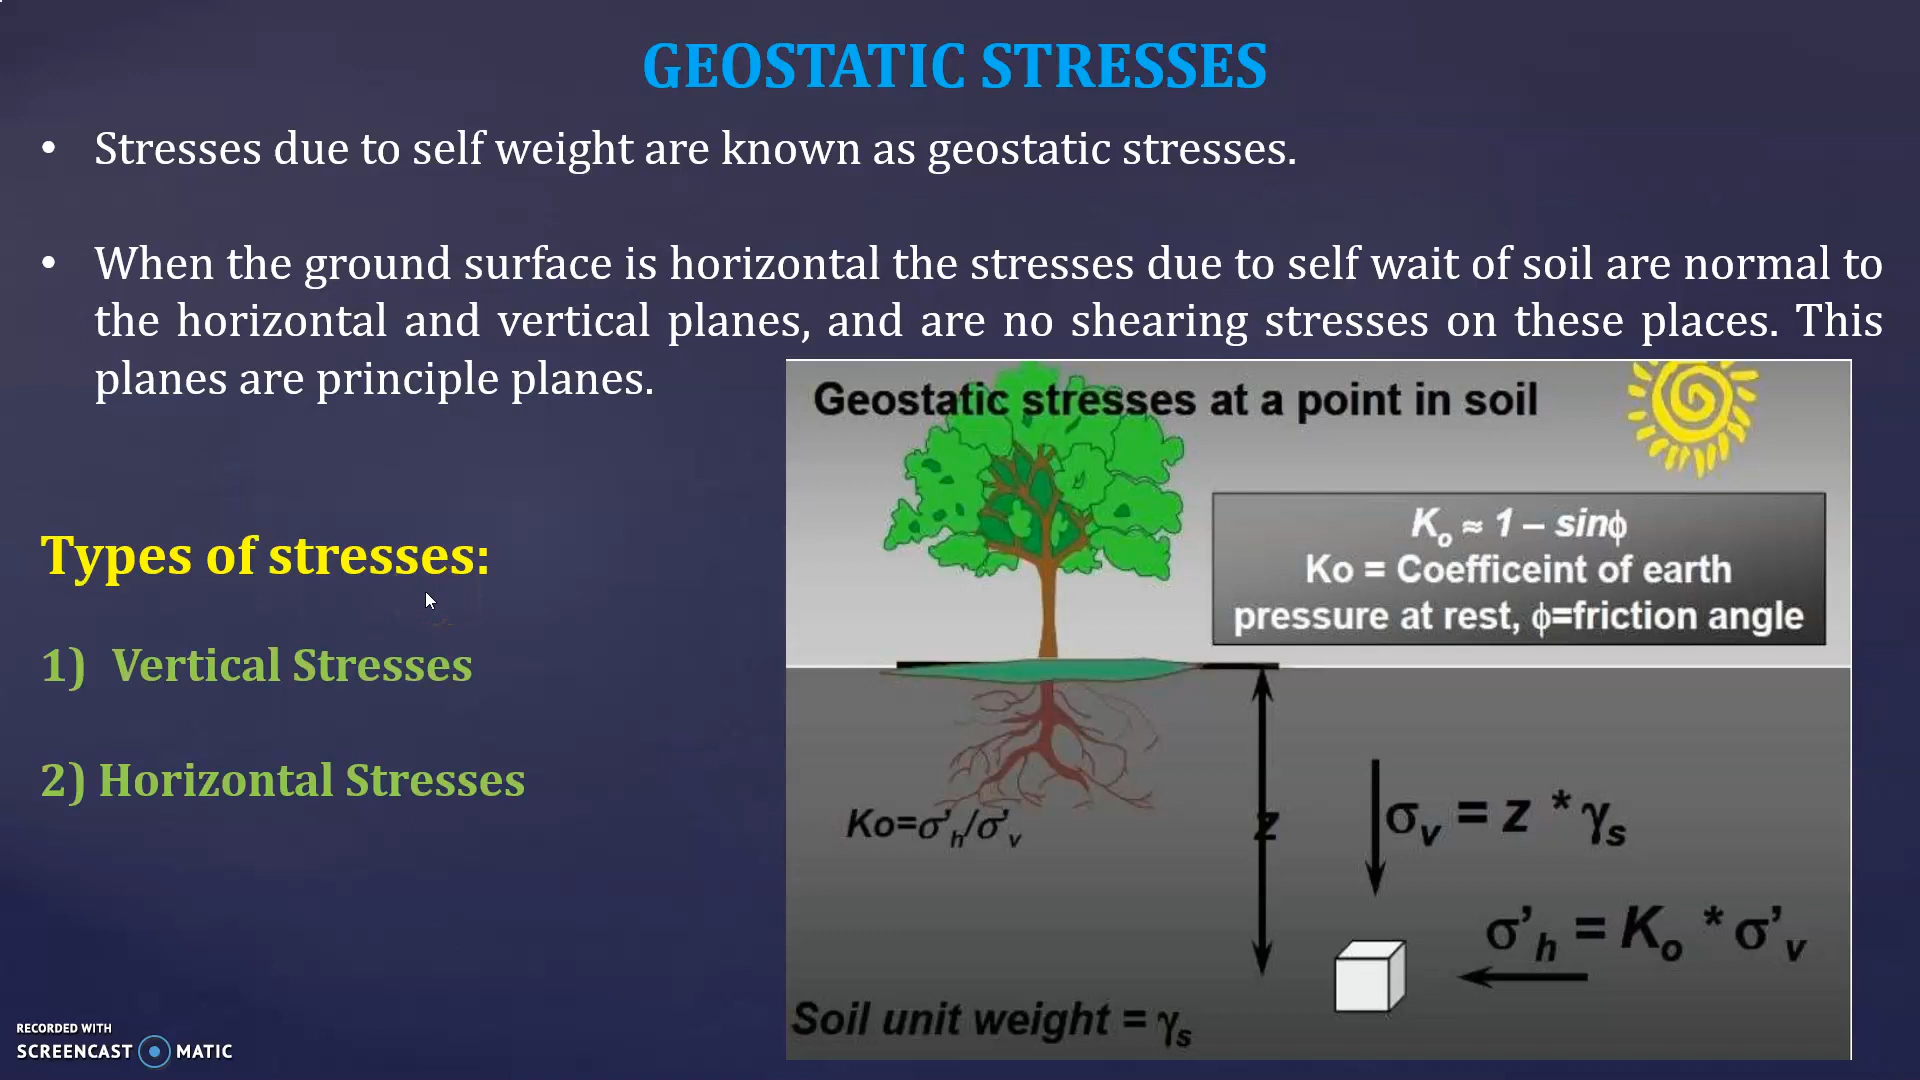 GEOSTATIC STRESSES
• Stresses due to self weight are known as geostatic stresses.
• When the ground surface is horizontal the stresses due to self wait of soil are normal to
the horizontal and vertical planes, and are no shearing stresses on these places. This
planes are principle planes.
Geostatic stresses at a point in soil
Kₒ ≈ 1 – sinϕ
Ko = Coefficeint of earth
pressure at rest, ϕ=friction angle
Types of stresses:
1) Vertical Stresses
2) Horizontal Stresses
Ko=σ'h/σ'v
z
σv = z * γs
σ'h = Kₒ * σ'v
Soil unit weight = γs
RECORDED WITH
SCREENCAST MATIC